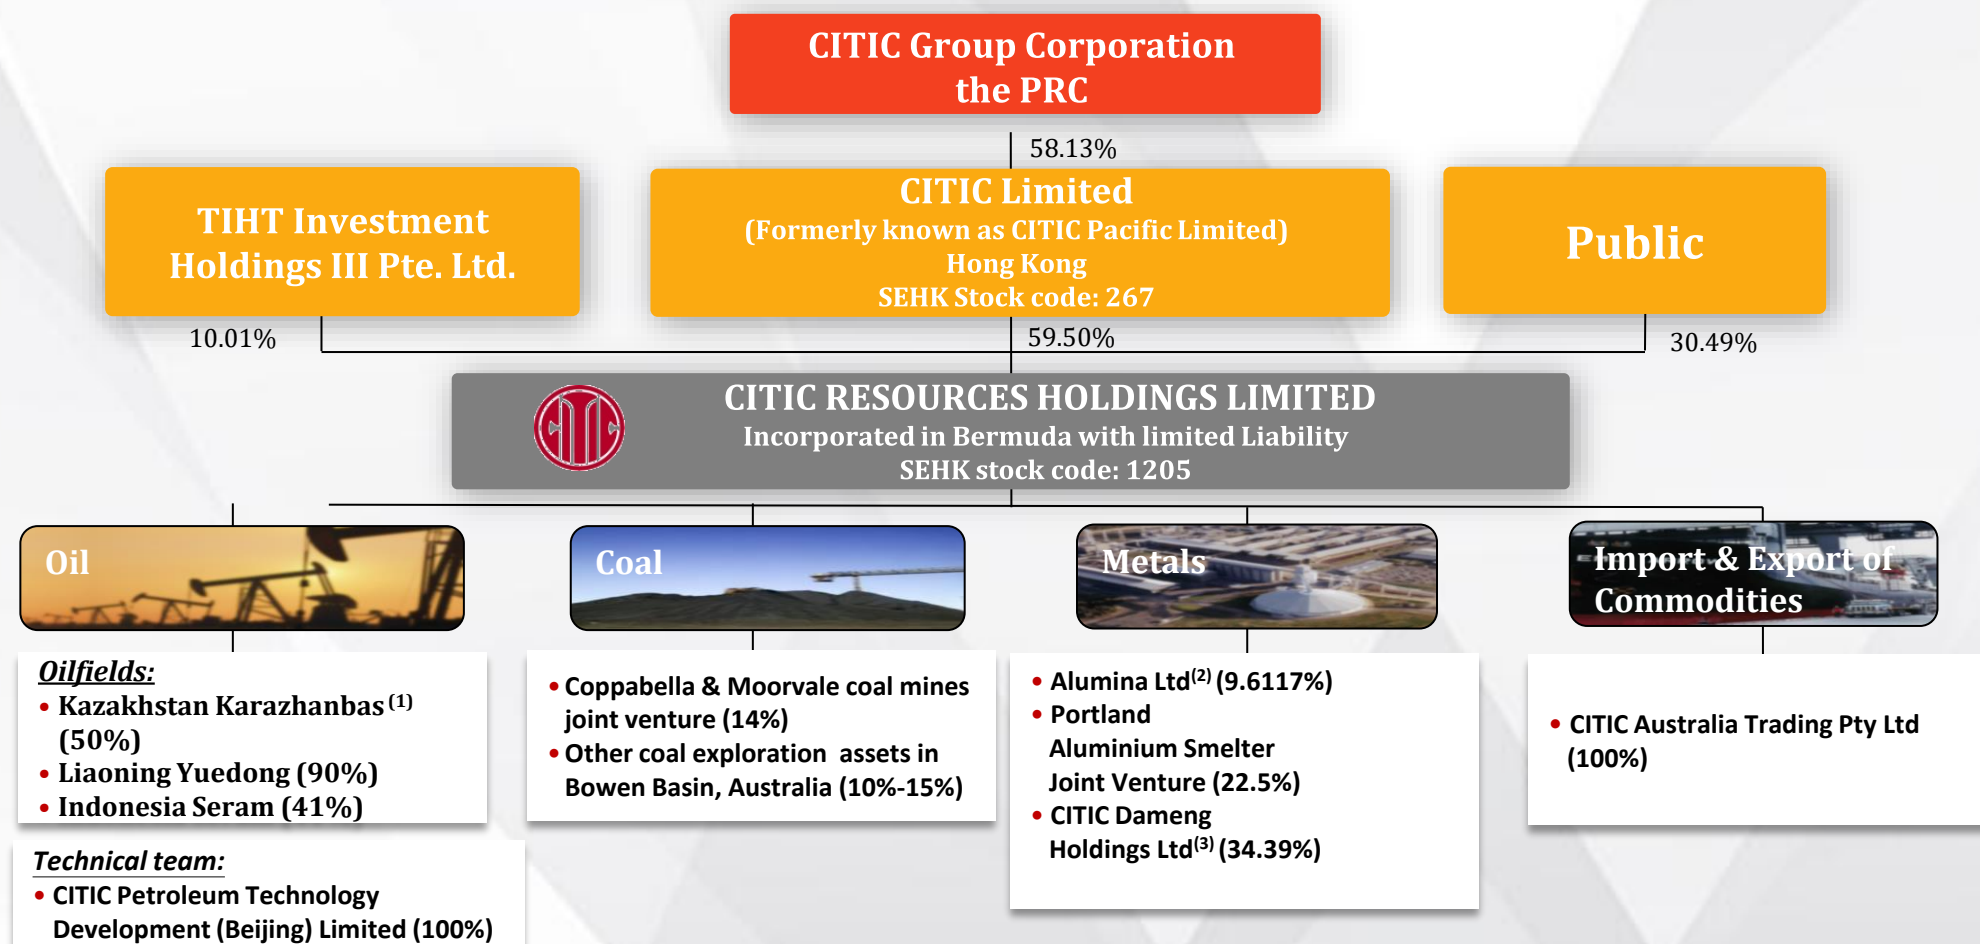 CITIC Group Corporation
the PRC
58.13%
TIHT Investment
Holdings III Pte. Ltd.
CITIC Limited
(Formerly known as CITIC Pacific Limited)
Hong Kong
SEHK Stock code: 267
Public
10.01%
59.50%
30.49%
CITIC RESOURCES HOLDINGS LIMITED
Incorporated in Bermuda with limited Liability
SEHK stock code: 1205
Oil
Coal
Metals
Import & Export of
Commodities
Oilfields:
• Kazakhstan Karazhanbas (1)
(50%)
• Liaoning Yuedong (90%)
• Indonesia Seram (41%)
Technical team:
• CITIC Petroleum Technology
Development (Beijing) Limited (100%)
• Coppabella & Moorvale coal mines
joint venture (14%)
• Other coal exploration assets in
Bowen Basin, Australia (10%-15%)
• Alumina Ltd(2) (9.6117%)
• Portland
Aluminium Smelter
Joint Venture (22.5%)
• CITIC Dameng
Holdings Ltd(3) (34.39%)
• CITIC Australia Trading Pty Ltd
(100%)